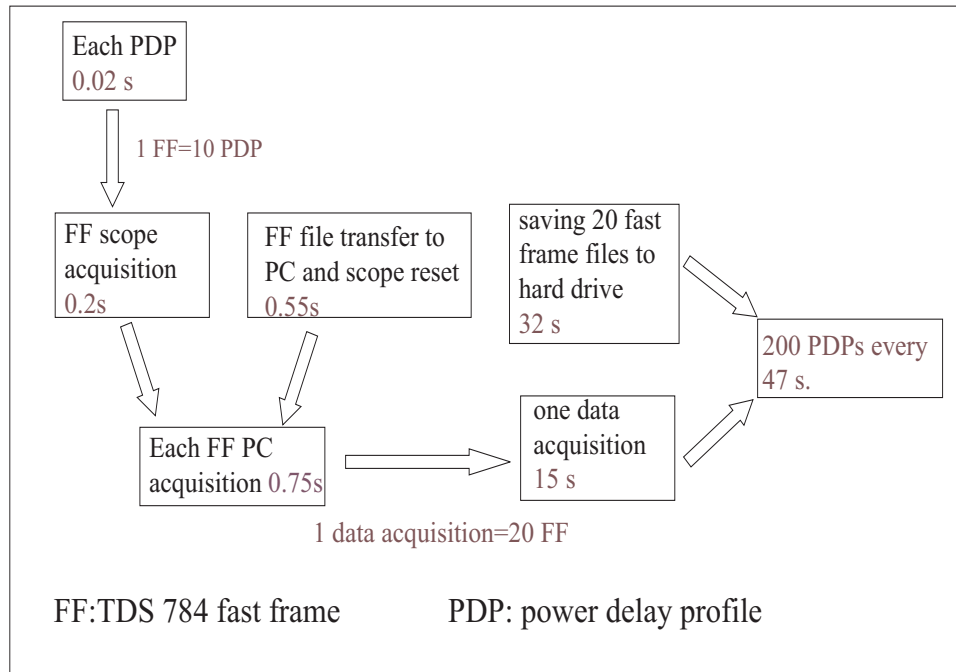 Each PDP
0.02 s
1 FF=10 PDP
FF scope
acquisition
0.2s
FF file transfer to
PC and scope reset
0.55s
saving 20 fast
frame files to
hard drive
32 s
200 PDPs every
47 s.
Each FF PC
acquisition 0.75s
one data
acquisition
15 s
1 data acquisition=20 FF
FF:TDS 784 fast frame
PDP: power delay profile